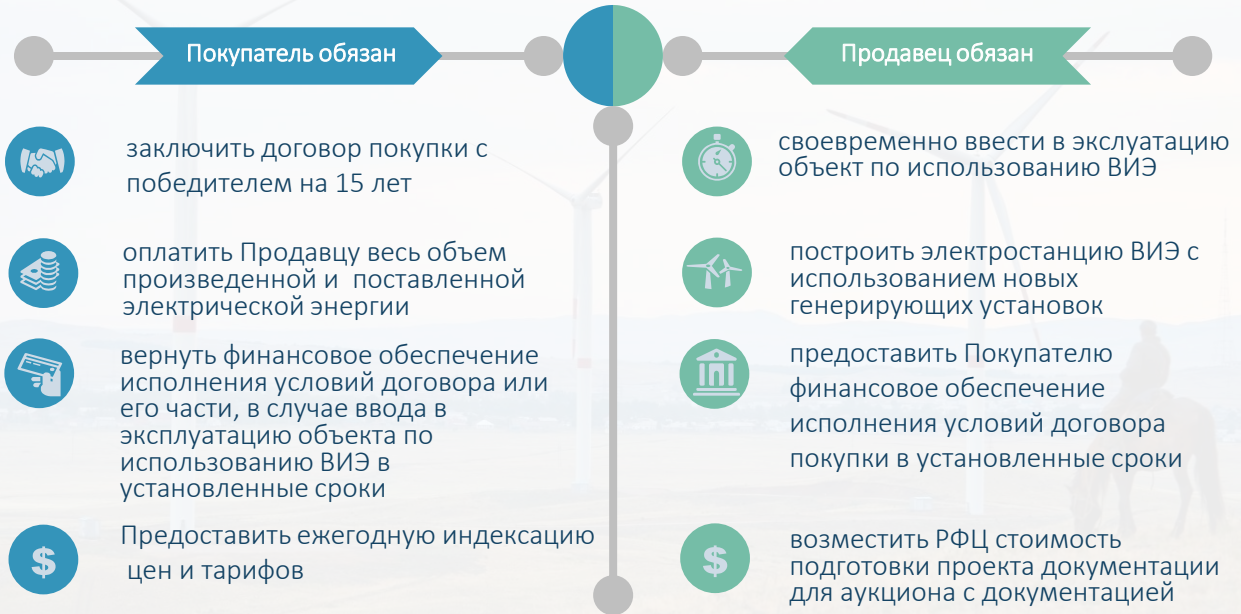 Покупатель обязан
заключить договор покупки с
победителем на 15 лет
оплатить Продавцу весь объем
произведенной и поставленной
электрической энергии
вернуть финансовое обеспечение
исполнения условий договора или
его части, в случае ввода в
эксплуатацию объекта по
использованию ВИЭ в
установленные сроки
Предоставить ежегодную индексацию
цен и тарифов
Продавец обязан
своевременно ввести в экслуатацию
объект по использованию ВИЭ
построить электростанцию ВИЭ с
использованием новых
генерирующих установок
предоставить Покупателю
финансовое обеспечение
исполнения условий договора
покупки в установленные сроки
возместить РФЦ стоимость
подготовки проекта документации
для аукциона с документацией